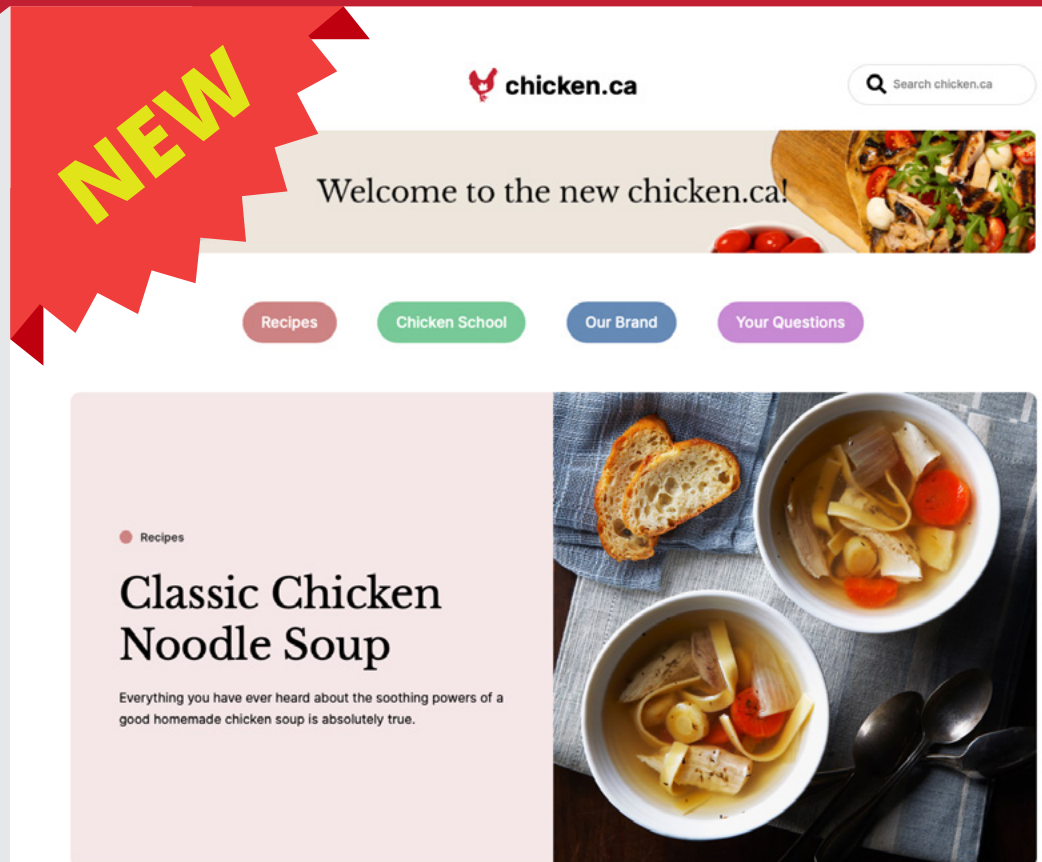 NEW
chicken.ca
Search chicken.ca
Welcome to the new chicken.ca!
Recipes
Chicken School
Our Brand
Your Questions
Recipes
Classic Chicken
Noodle Soup
Everything you have ever heard about the soothing powers of a
good homemade chicken soup is absolutely true.